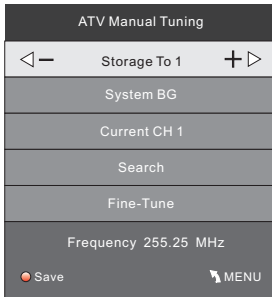 ATV Manual Tuning
Storage To 1
System BG
Current CH 1
Search
Fine-Tune
Frequency 255.25 MHz
Save MENU